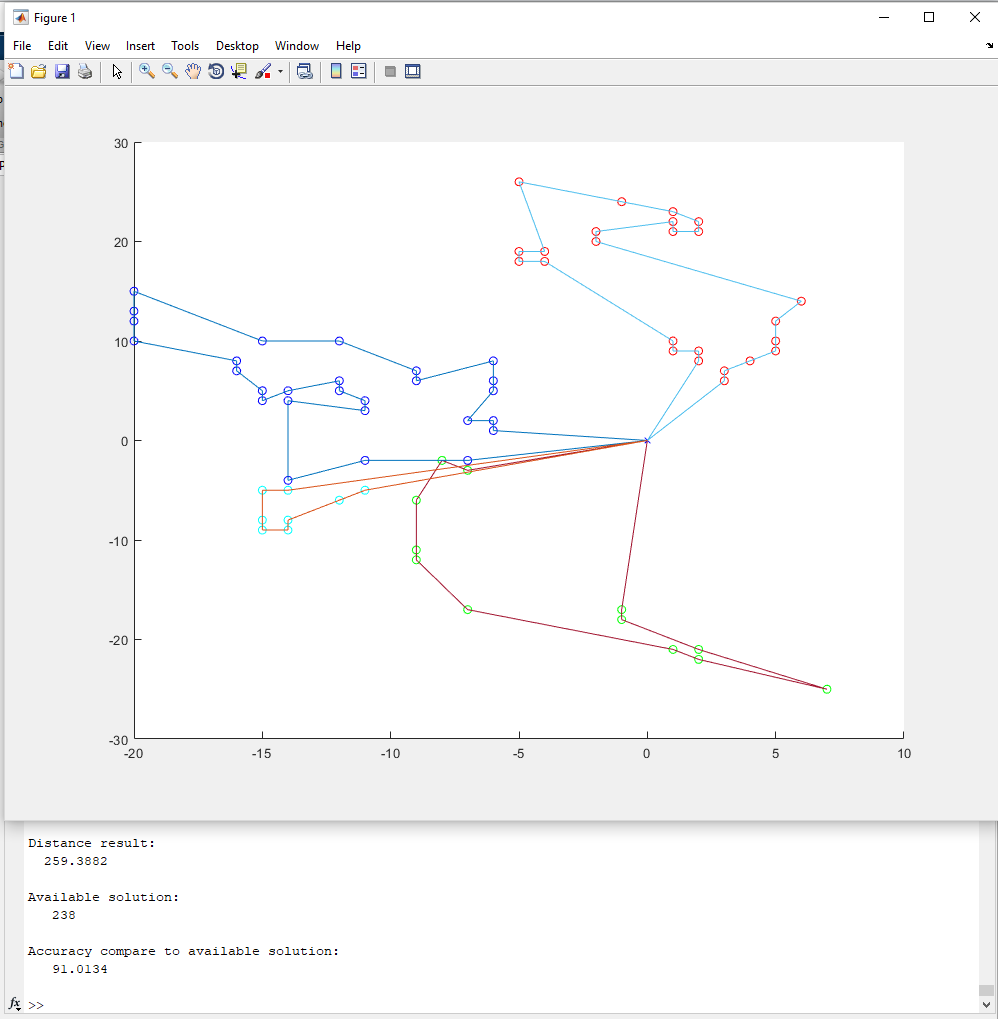 Figure 1
File Edit View Insert Tools Desktop Window Help
30
20
10
0
-10
-20
-30
-20 -15 -10 -5 0 5 10
Distance result:
259.3882
Available solution:
238
Accuracy compare to available solution:
91.0134
fx >>